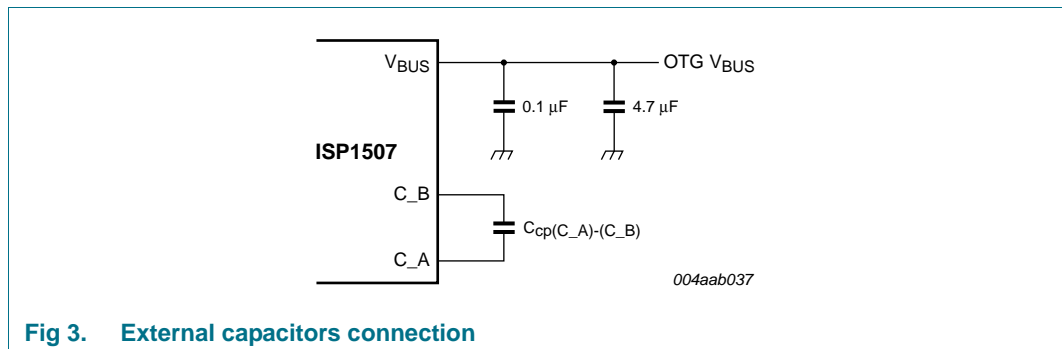 VBUS
OTG VBUS
0.1 μF
4.7 μF
ISP1507
C_B
Ccp(C_A)-(C_B)
C_A
004aab037
Fig 3. External capacitors connection